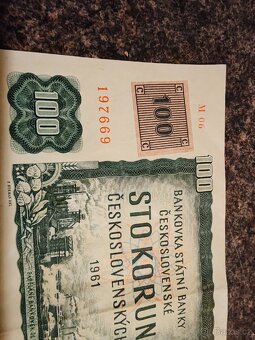 M 06
197669
100
100
100
BANKOVKA STÁTNÍ BANKY
ČESKOSLOVENSKÉ
STO KORUN
ČESKOSLOVENSKÝCH
1961